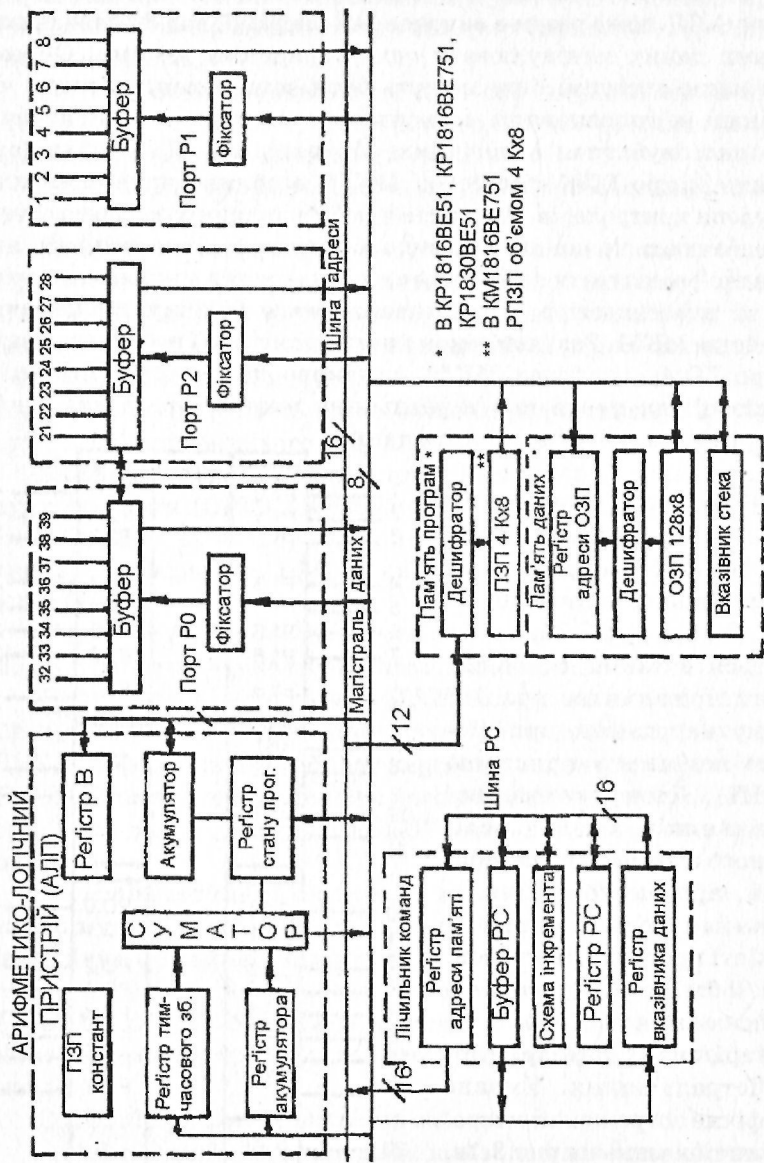 АРИФМЕТИКО-ЛОГІЧНИЙ
ПРИСТРІЙ (АЛП)
ПЗП
констант
Регістр тим-
часового зб.
Регістр
акумулятора
СУМАТОР
Регістр В
Акумулятор
Регістр
стану прог.
32 33 34 35 36 37 38 39
Буфер
Порт Р0
Фіксатор
21 22 23 24 25 26 27 28
Буфер
Порт Р2
Фіксатор
1 2 3 4 5 6 7 8
Буфер
Порт Р1
Фіксатор
16
Шина адреси
Магістраль даних
8
16
12
Лічильник команд
Регістр
адреси пам'яті
Буфер РС
Схема інкремента
Регістр РС
Регістр
вказівника даних
Шина РС
16
Пам'ять програм *
Дешифратор
**
ПЗП 4 Кх8
Пам'ять даних
Регістр
адреси ОЗП
Дешифратор
ОЗП 128х8
Вказівник стека
* В КР1816ВЕ51, КР1816ВЕ751,
КР1830ВЕ51
** В КМ1816ВЕ751
РПЗП об'ємом 4 Кх8